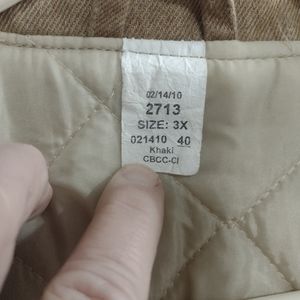 02/14/10
2713
SIZE: 3X
021410 40
Khaki
CBCC-CI